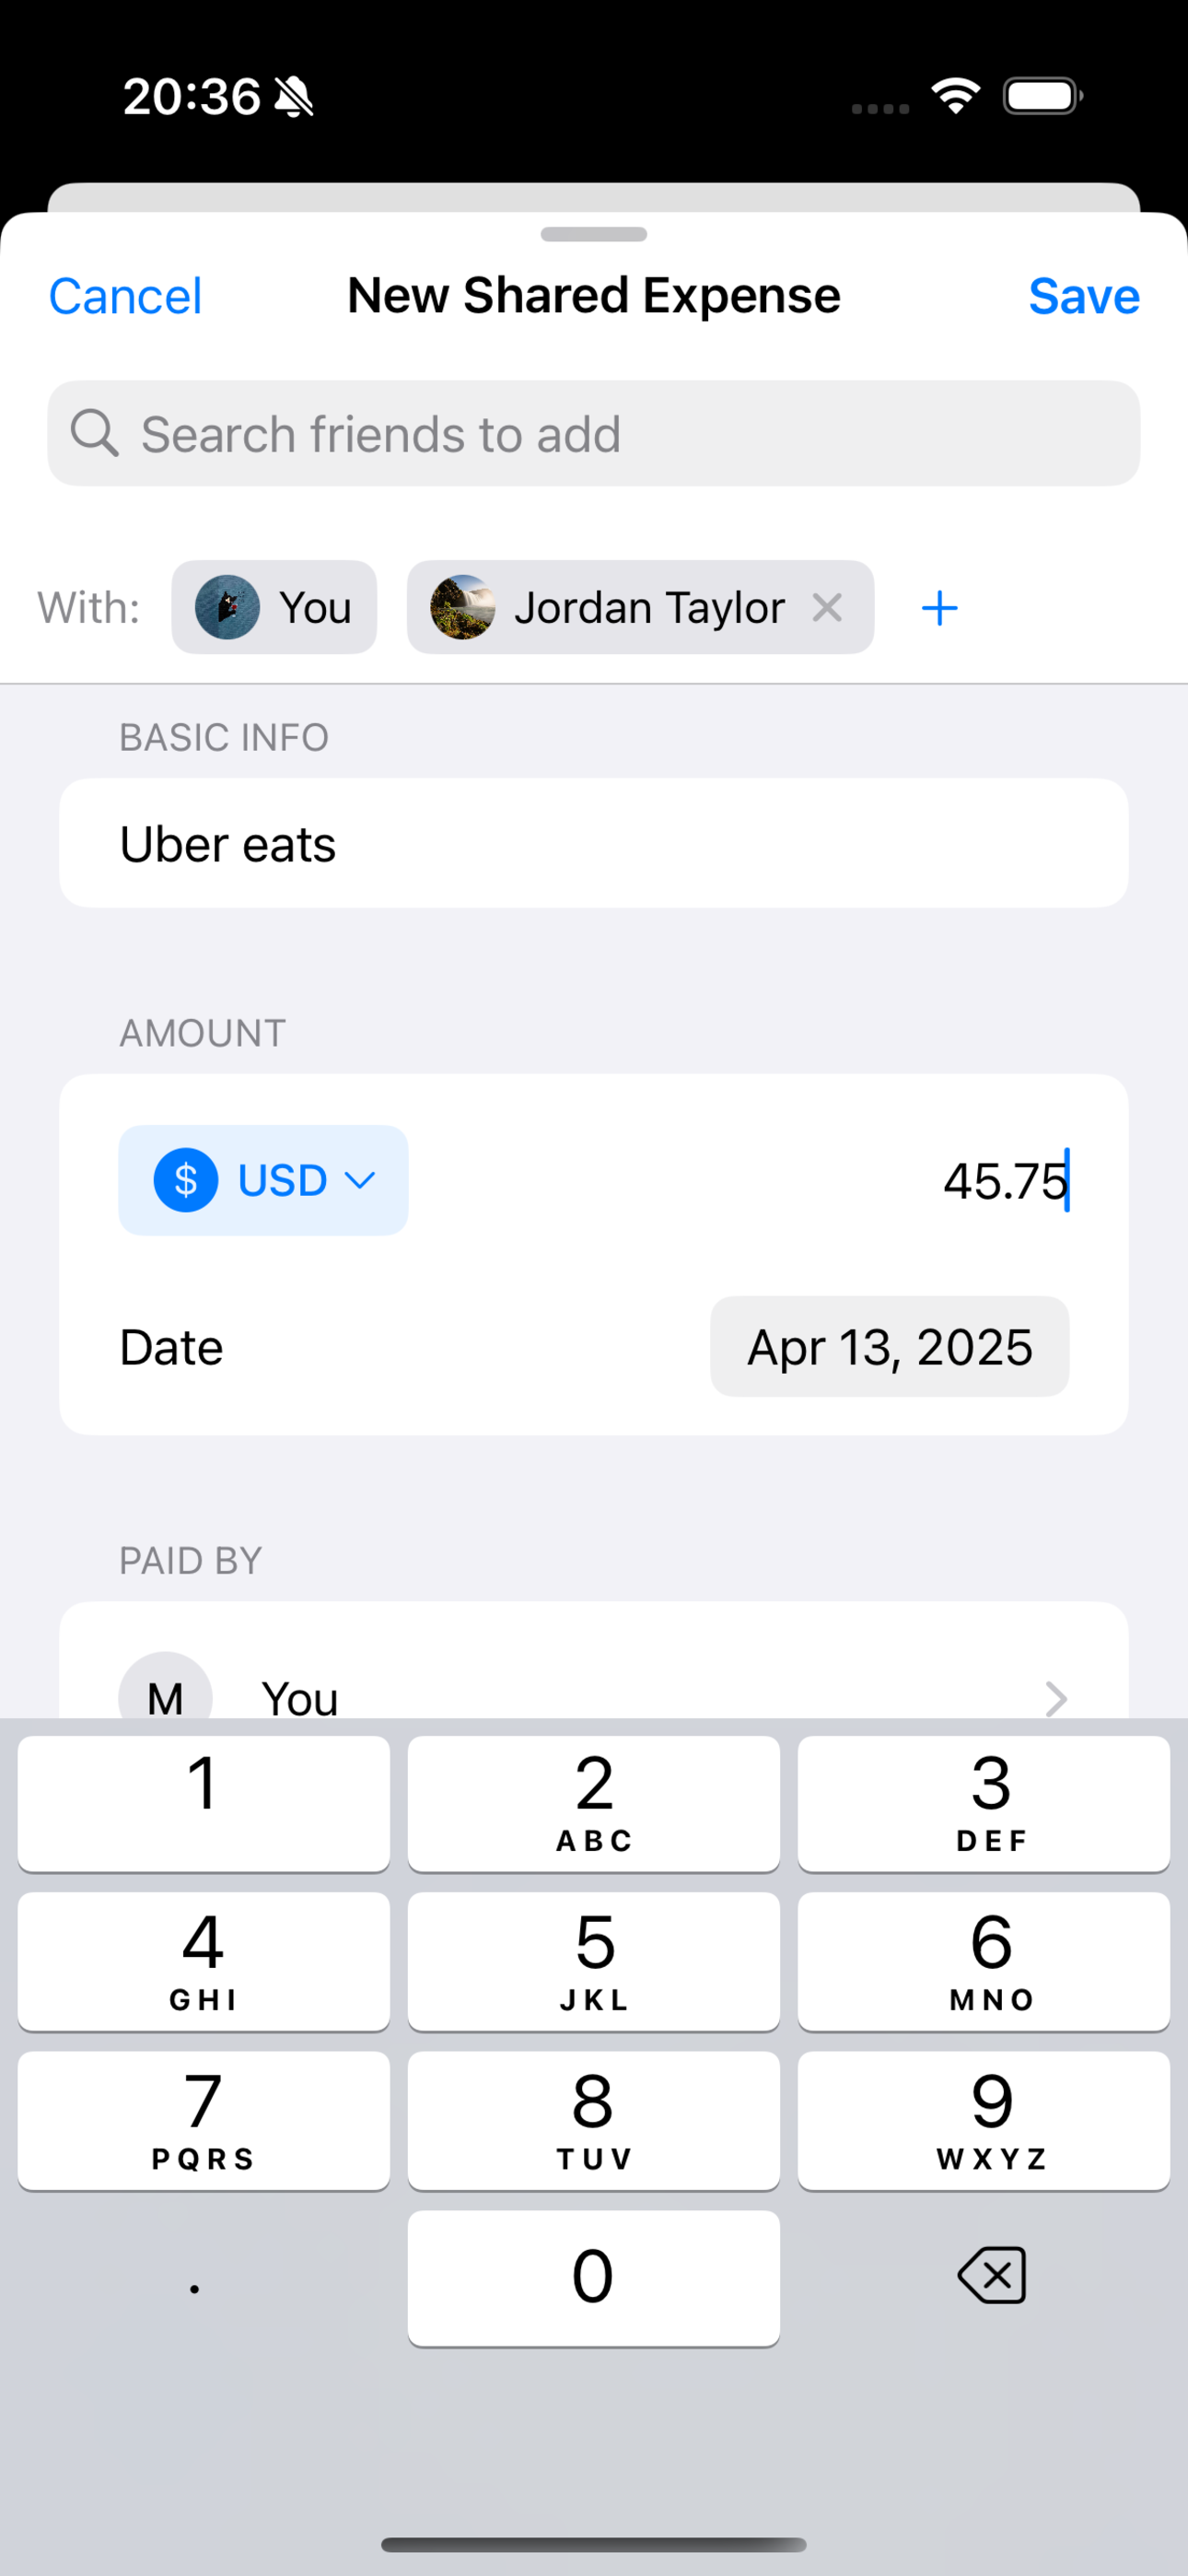 20:36
Cancel New Shared Expense Save
Search friends to add
With: You Jordan Taylor
BASIC INFO
Uber eats
AMOUNT
$ USD 45.75
Date Apr 13, 2025
PAID BY
M You
1 2 3
ABC DEF
4 5 6
GHI JKL MNO
7 8 9
PQRS TUV WXYZ
. 0